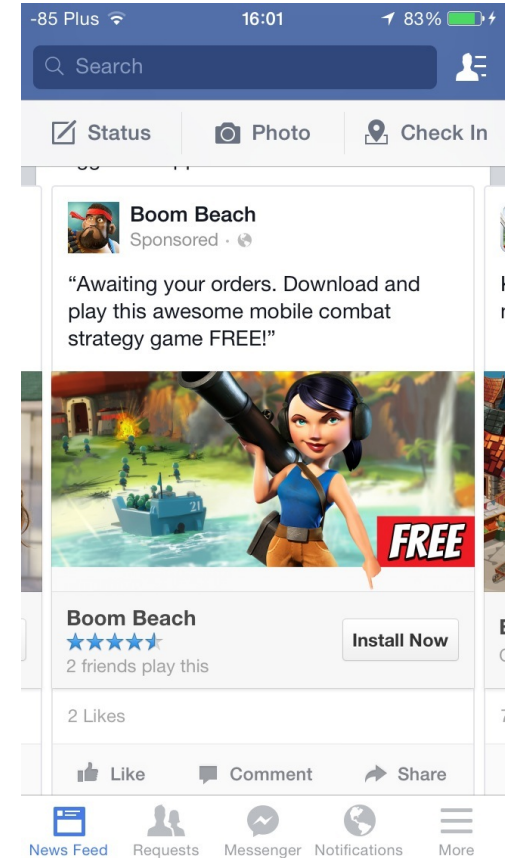 -85 Plus 16:01 83%
Search
Status Photo Check In
Boom Beach
Sponsored ·
“Awaiting your orders. Download and
play this awesome mobile combat
strategy game FREE!”
21
FREE
Boom Beach
Install Now
2 friends play this
2 Likes
Like Comment Share
News Feed Requests Messenger Notifications More